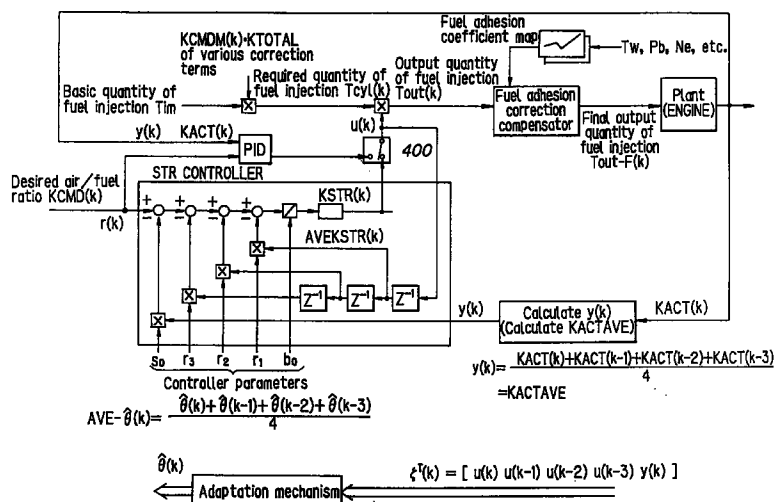 Fuel adhesion
coefficient map
Tw, Pb, Ne, etc.
KCMDM(k)•KTOTAL
of various correction
terms
Output quantity
of fuel injection
Tout(k)
Required quantity of
fuel injection Tcyl(k)
Basic quantity of
fuel injection Tim
Fuel adhesion
correction
compensator
Plant
(ENGINE)
Final output
quantity of
fuel injection
Tout-F(k)
y(k)
KACT(k)
u(k)
PID
400
STR CONTROLLER
Desired air/fuel
ratio KCMD(k)
r(k)
KSTR(k)
AVEKSTR(k)
Z⁻¹ Z⁻¹ Z⁻¹
y(k)
Calculate y(k)
(Calculate KACTAVE)
KACT(k)
s₀ r₃ r₂ r₁ b₀
Controller parameters
y(k)= KACT(k)+KACT(k-1)+KACT(k-2)+KACT(k-3) / 4
=KACTAVE
AVE-θ̂(k)= θ̂(k)+θ̂(k-1)+θ̂(k-2)+θ̂(k-3) / 4
θ̂(k)
Adaptation mechanism
ζᵀ(k) = [ u(k) u(k-1) u(k-2) u(k-3) y(k) ]